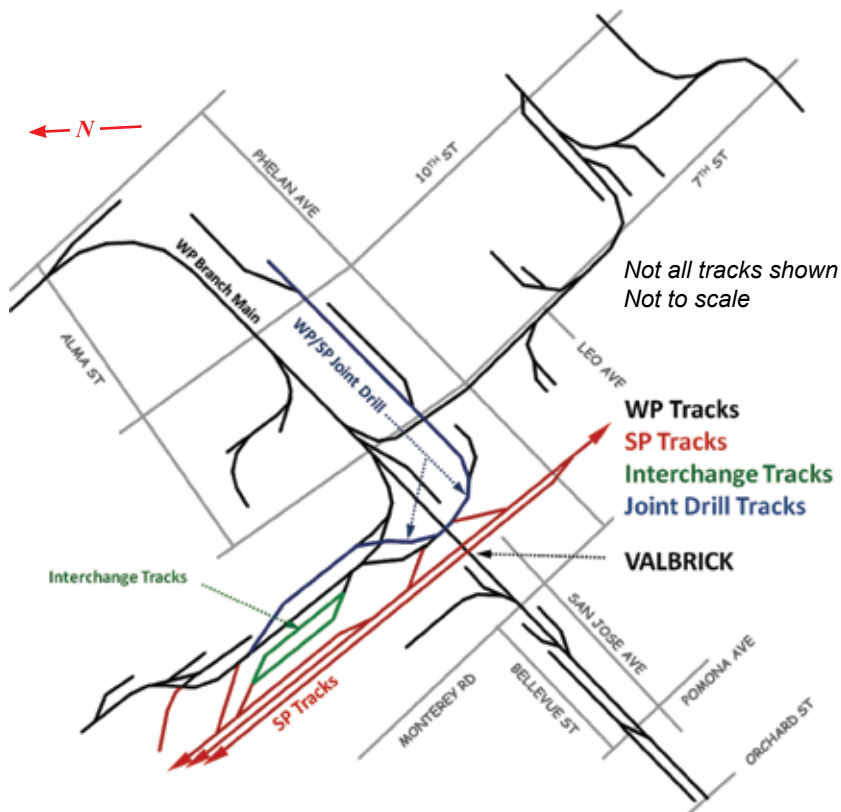 N
PHELAN AVE
10TH ST
7TH ST
WP Branch Main
Not all tracks shown
Not to scale
ALMA ST
WP/SP Joint Drill
LEO AVE
WP Tracks
SP Tracks
Interchange Tracks
Joint Drill Tracks
VALBRICK
Interchange Tracks
SAN JOSE AVE
SP Tracks
MONTEREY RD
BELLEVUE ST
POMONA AVE
ORCHARD ST